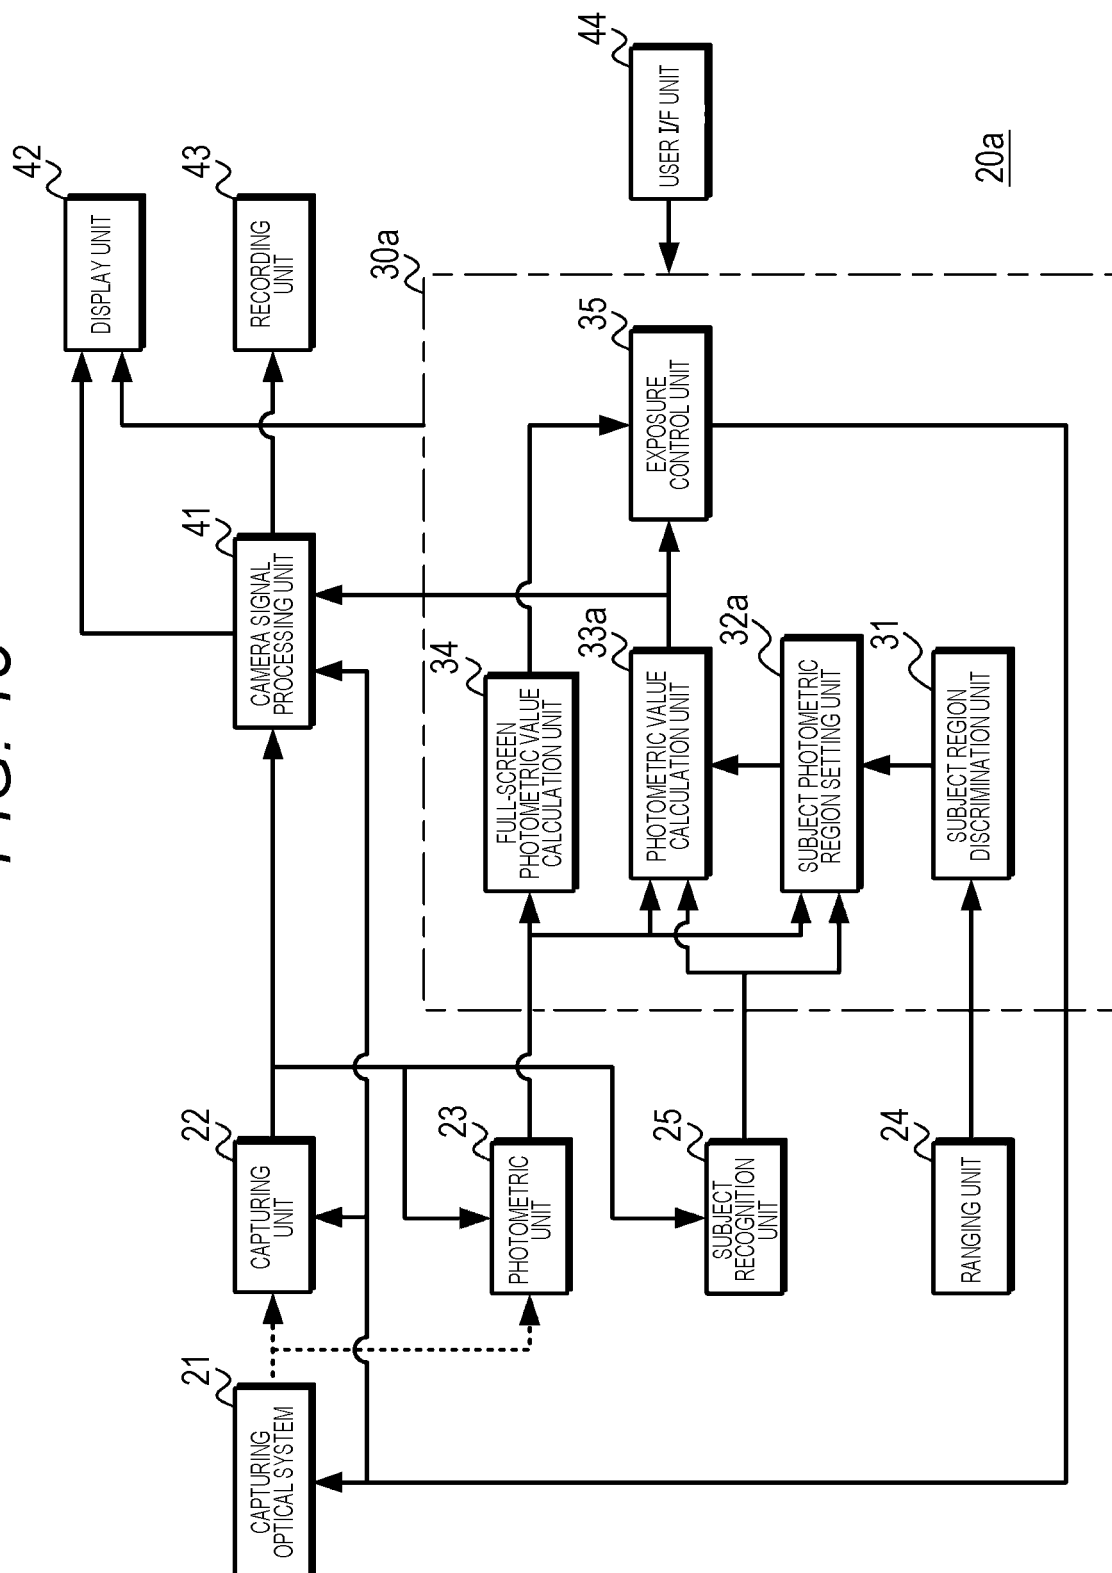 FIG.
42
DISPLAY UNIT
21
CAPTURING
OPTICAL SYSTEM
22
CAPTURING
UNIT
41
CAMERA SIGNAL
PROCESSING UNIT
43
RECORDING
UNIT
30a
23
PHOTOMETRIC
UNIT
34
FULL-SCREEN
PHOTOMETRIC VALUE
CALCULATION UNIT
33a
PHOTOMETRIC VALUE
CALCULATION UNIT
35
EXPOSURE
CONTROL UNIT
44
USER I/F UNIT
25
SUBJECT
RECOGNITION
UNIT
32a
SUBJECT PHOTOMETRIC
REGION SETTING UNIT
24
RANGING UNIT
31
SUBJECT REGION
DISCRIMINATION UNIT
20a